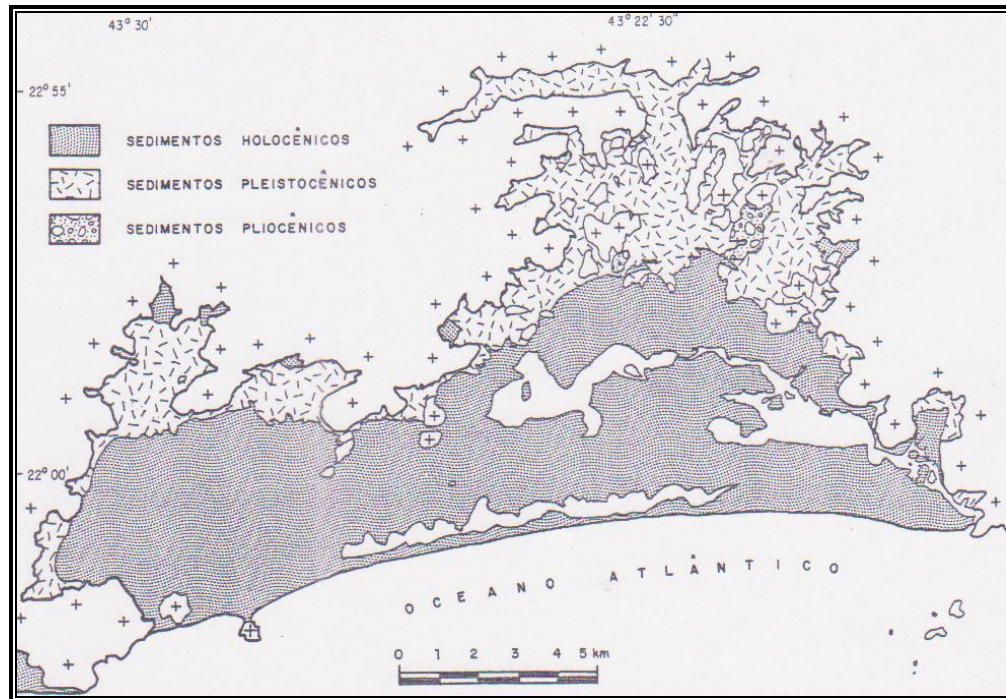 43° 30'
43° 22' 30"
22° 55'
SEDIMENTOS HOLOCÊNICOS
SEDIMENTOS PLEISTOCÊNICOS
SEDIMENTOS PLIOCÊNICOS
22° 00'
OCEANO ATLÂNTICO
0 1 2 3 4 5 km